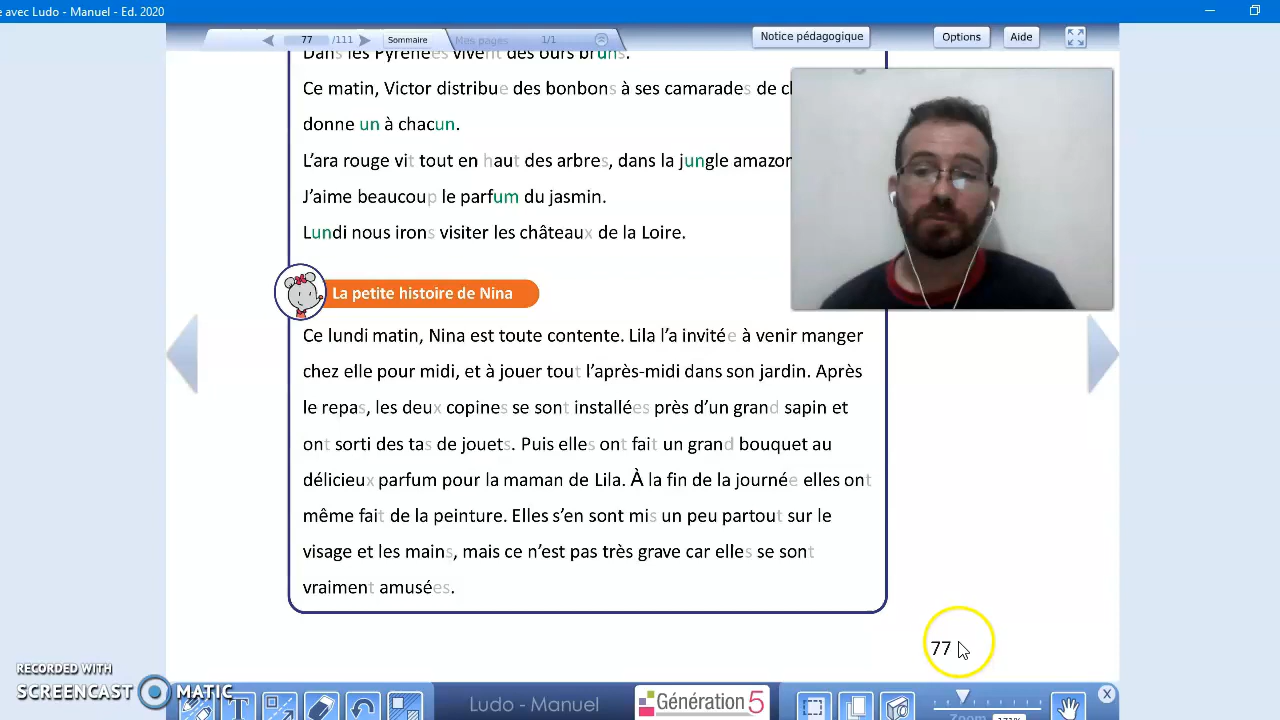 e avec Ludo - Manuel - Ed. 2020
77 /111 Sommaire Mes pages 1/1 Notice pédagogique Options Aide
Dans les Pyrénées vivent des ours bruns.
Ce matin, Victor distribue des bonbons à ses camarades de
donne un à chacun.
L'ara rouge vit tout en haut des arbres, dans la jungle amazon
J'aime beaucoup le parfum du jasmin.
Lundi nous irons visiter les châteaux de la Loire.
La petite histoire de Nina
Ce lundi matin, Nina est toute contente. Lila l'a invitée à venir manger
chez elle pour midi, et à jouer tout l'après-midi dans son jardin. Après
le repas, les deux copines se sont installées près d'un grand sapin et
ont sorti des tas de jouets. Puis elles ont fait un grand bouquet au
délicieux parfum pour la maman de Lila. À la fin de la journée elles ont
même fait de la peinture. Elles s'en sont mis un peu partout sur le
visage et les mains, mais ce n'est pas très grave car elles se sont
vraiment amusées.
77
RECORDED WITH
SCREENCAST MATIC
Ludo - Manuel
Génération 5
Zoom 171%